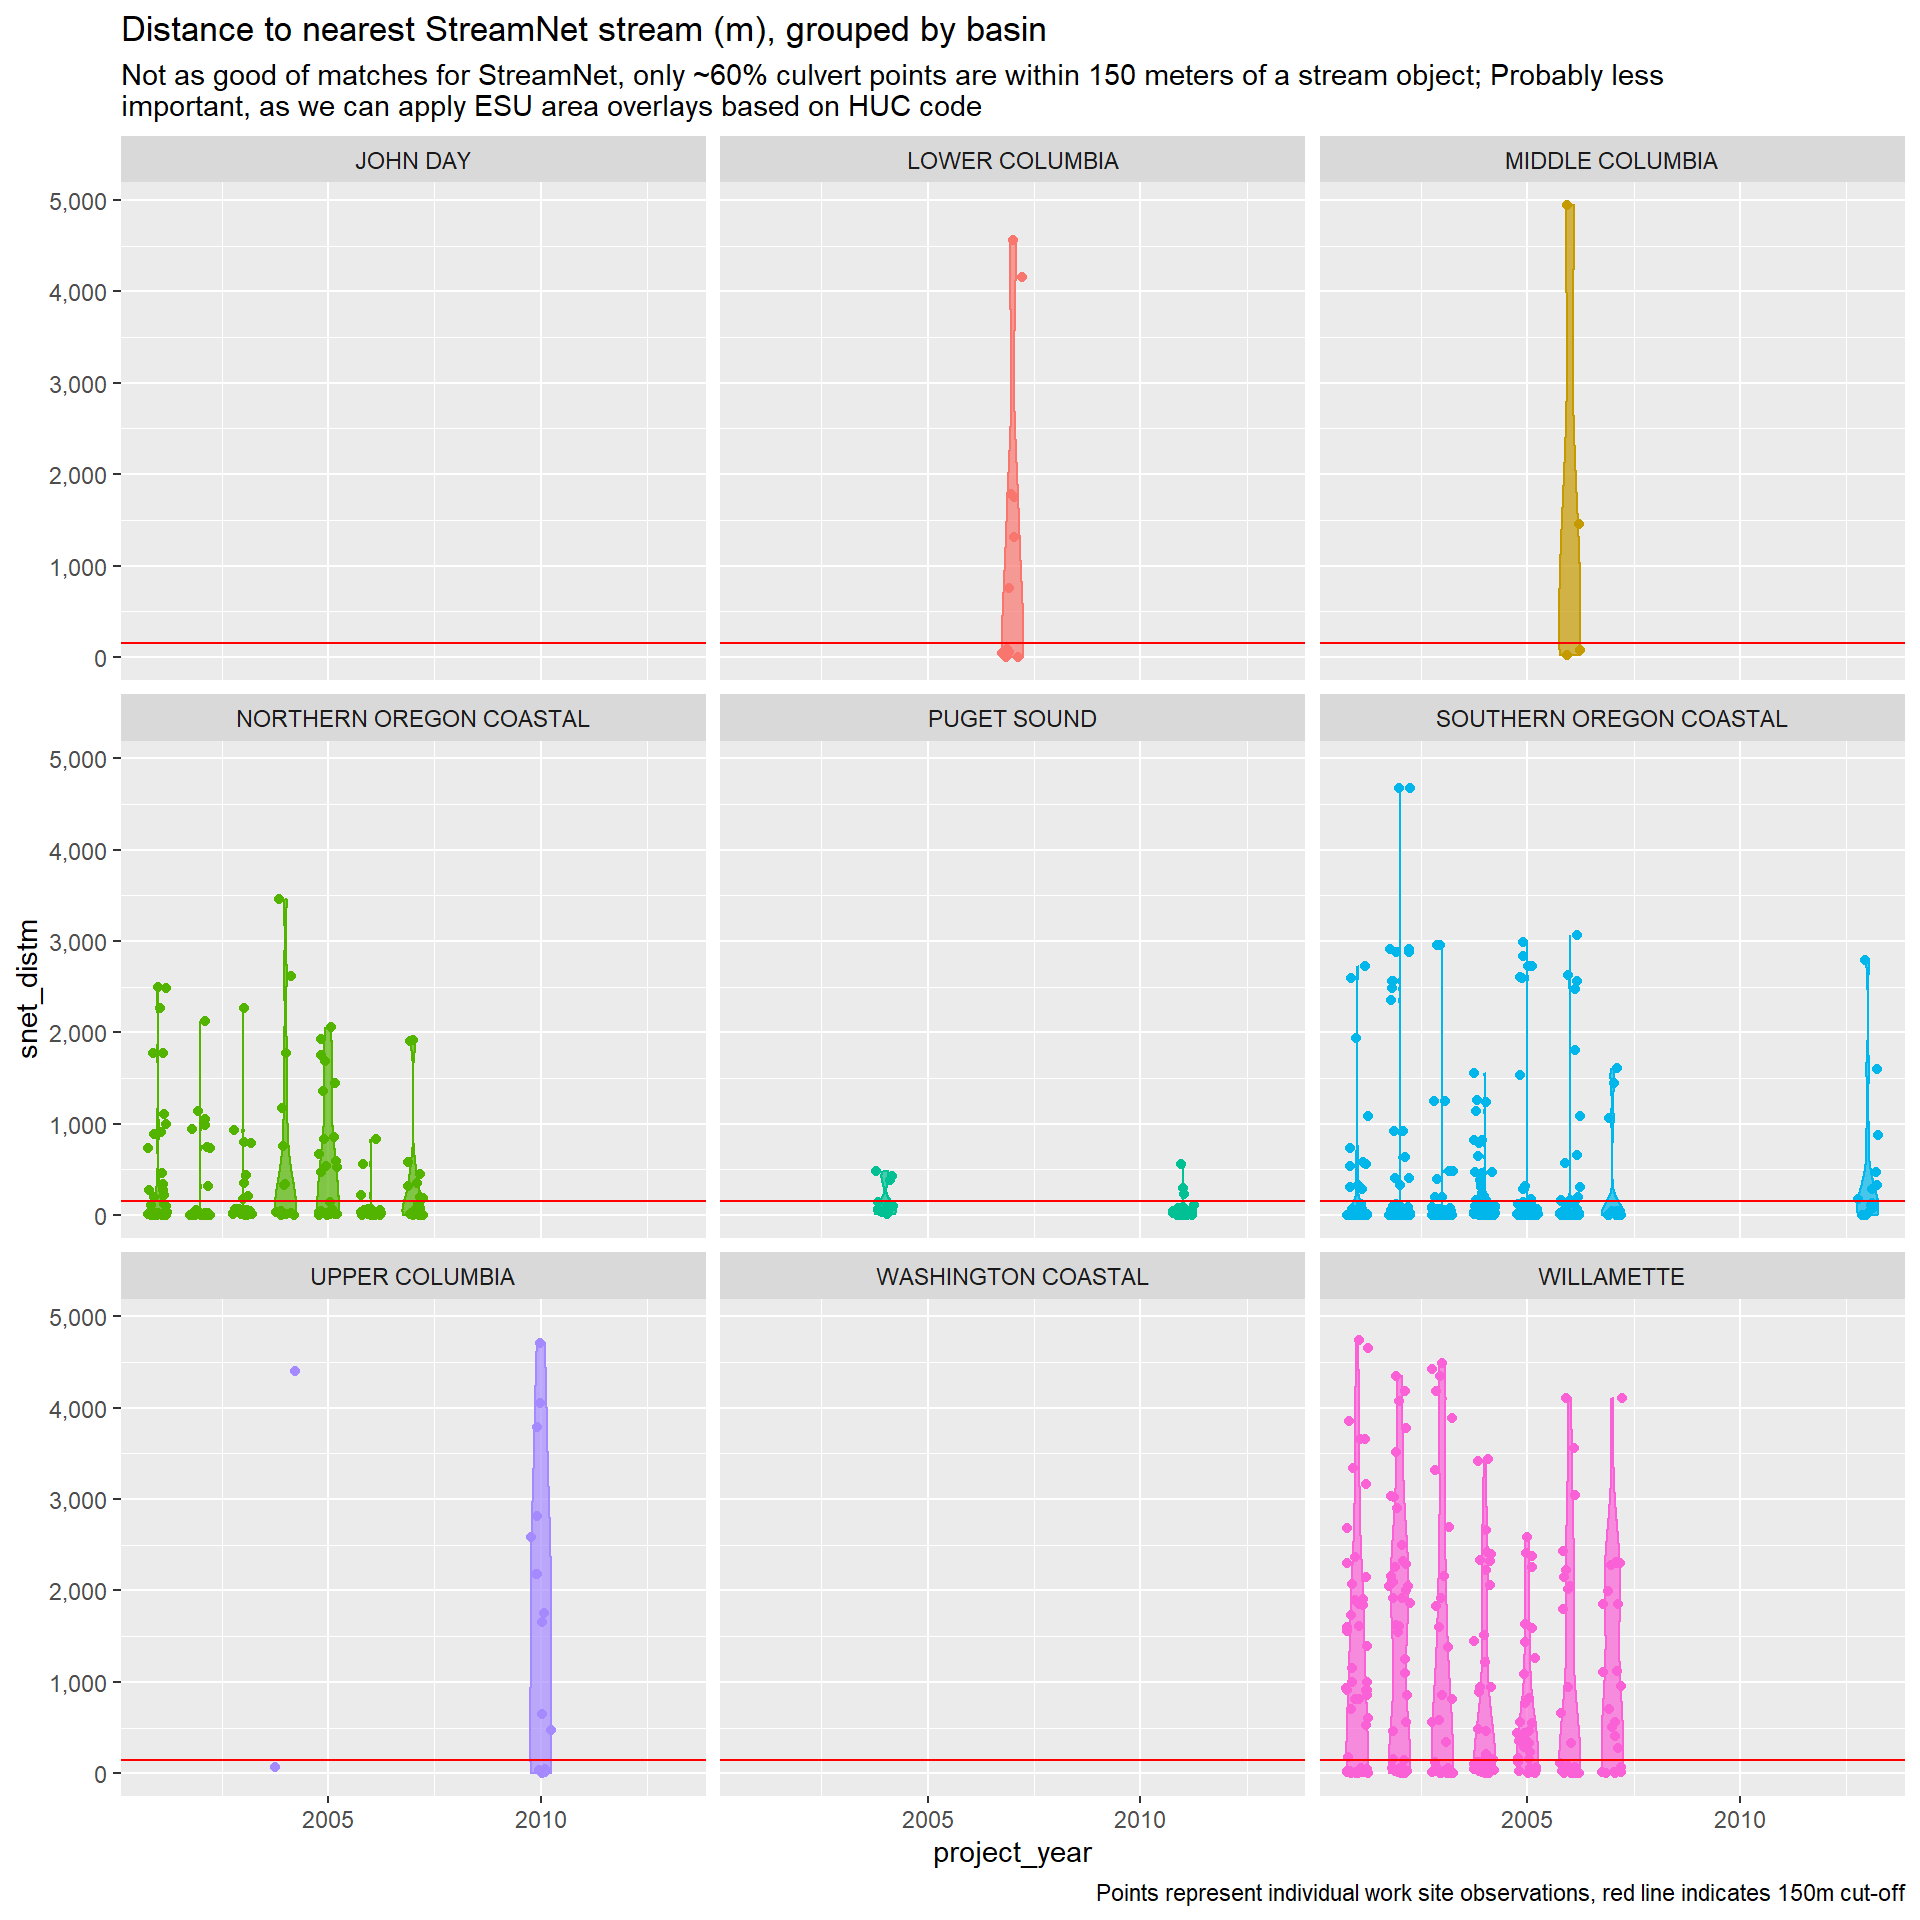 Distance to nearest StreamNet stream (m), grouped by basin
Not as good of matches for StreamNet, only ~60% culvert points are within 150 meters of a stream object; Probably less
important, as we can apply ESU area overlays based on HUC code
JOHN DAY
LOWER COLUMBIA
MIDDLE COLUMBIA
5,000
4,000
3,000
2,000
1,000
0
NORTHERN OREGON COASTAL
PUGET SOUND
SOUTHERN OREGON COASTAL
5,000
4,000
3,000
2,000
1,000
0
snet_distm
UPPER COLUMBIA
WASHINGTON COASTAL
WILLAMETTE
5,000
4,000
3,000
2,000
1,000
0
2005
2010
2005
2010
2005
2010
project_year
Points represent individual work site observations, red line indicates 150m cut-off